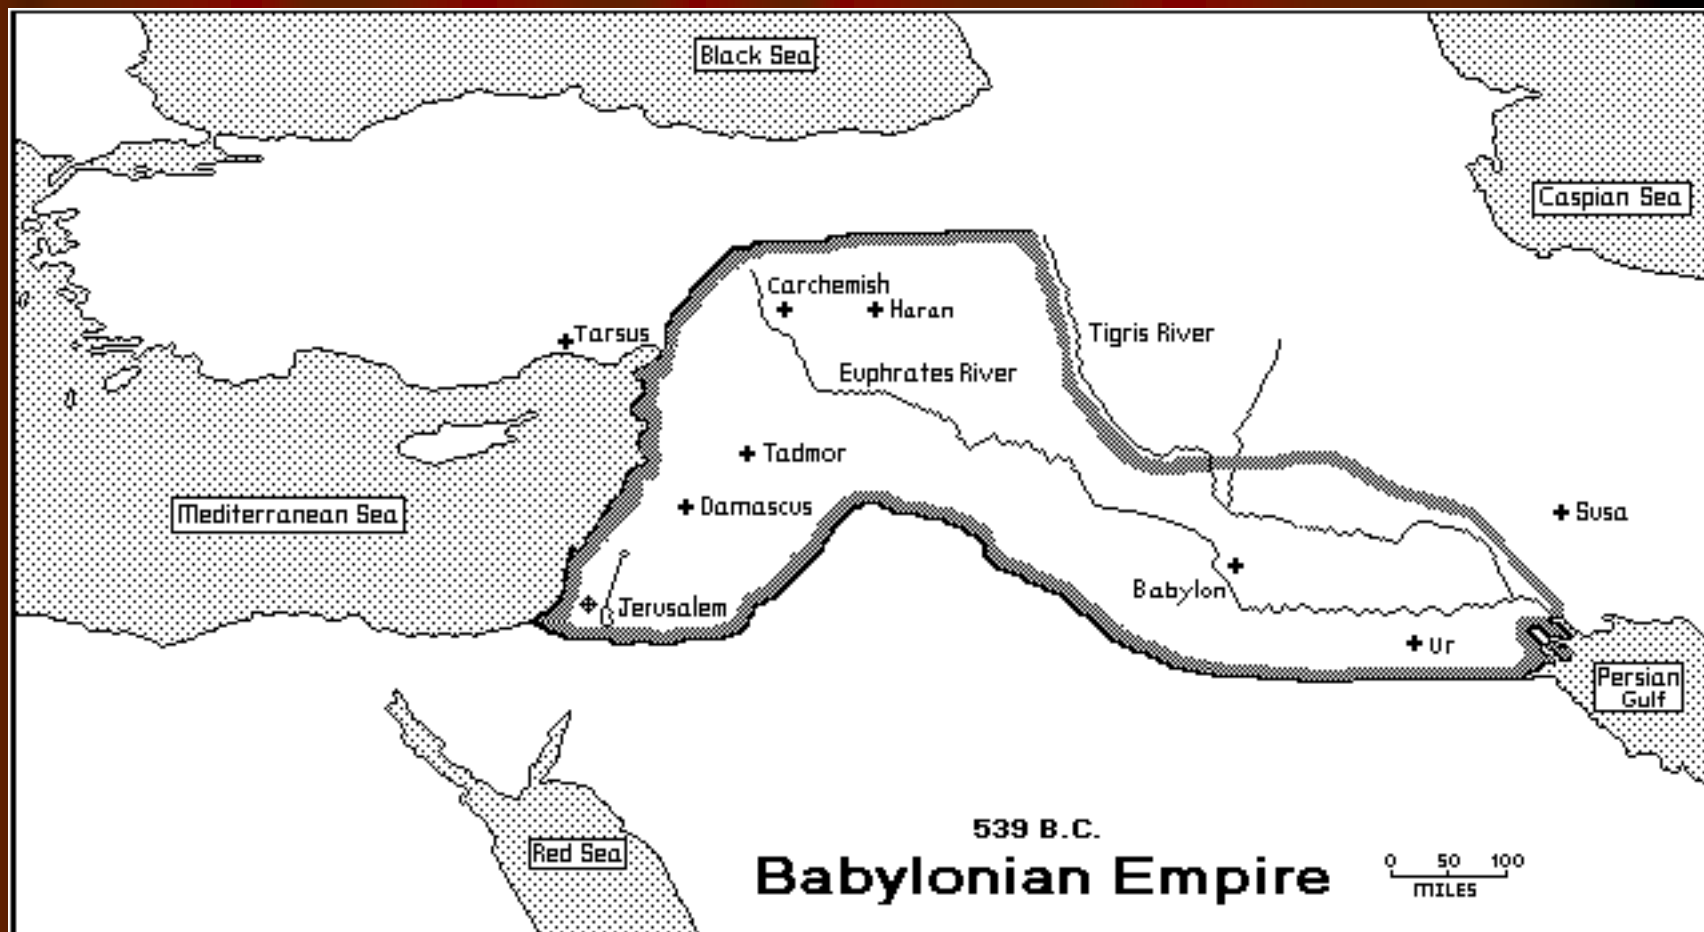 Black Sea
Caspian Sea
Carchemish
Haran
Tarsus
Tigris River
Euphrates River
Tadmor
Mediterranean Sea
Damascus
Susa
Babylon
Jerusalem
Ur
Persian
Gulf
Red Sea
539 B.C.
Babylonian Empire
0 50 100
MILES